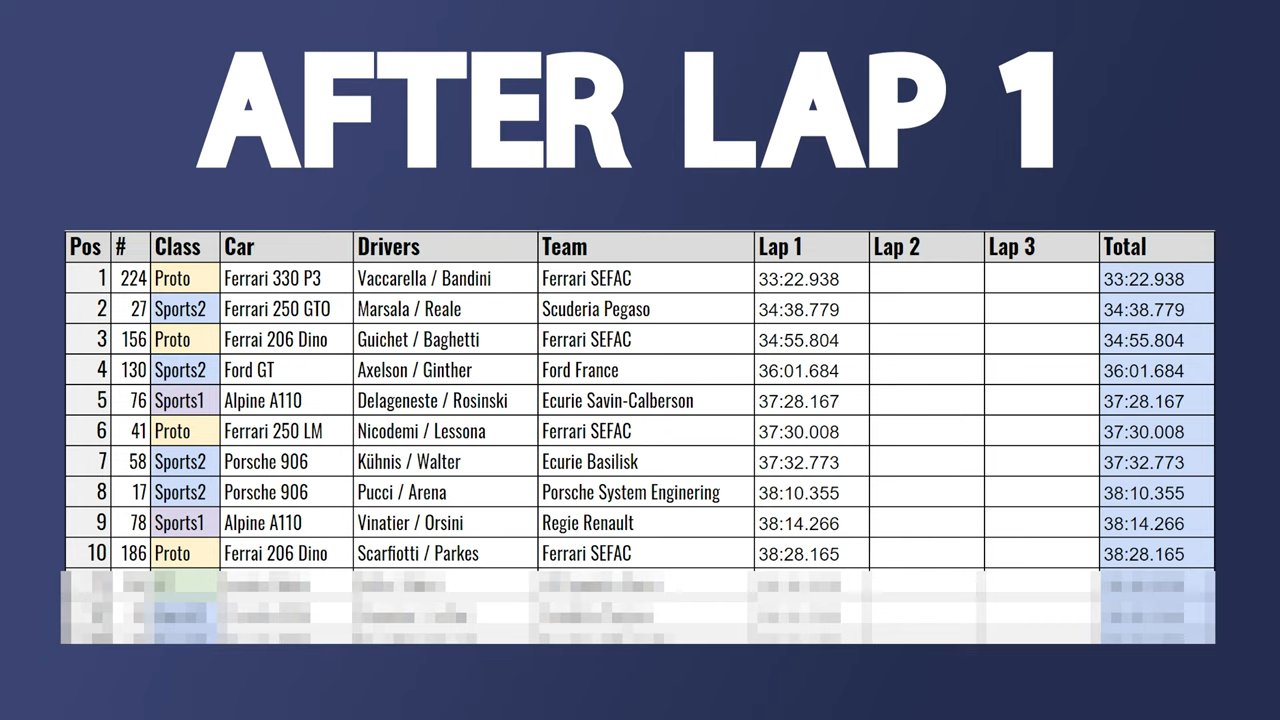 AFTER LAP 1
Pos # Class Car Drivers Team Lap 1 Lap 2 Lap 3 Total
1 224 Proto Ferrari 330 P3 Vaccarella / Bandini Ferrari SEFAC 33:22.938 33:22.938
2 27 Sports2 Ferrari 250 GTO Marsala / Reale Scuderia Pegaso 34:38.779 34:38.779
3 156 Proto Ferrai 206 Dino Guichet / Baghetti Ferrari SEFAC 34:55.804 34:55.804
4 130 Sports2 Ford GT Axelson / Ginther Ford France 36:01.684 36:01.684
5 76 Sports1 Alpine A110 Delageneste / Rosinski Ecurie Savin-Calberson 37:28.167 37:28.167
6 41 Proto Ferrari 250 LM Nicodemi / Lessona Ferrari SEFAC 37:30.008 37:30.008
7 58 Sports2 Porsche 906 Kühnis / Walter Ecurie Basilisk 37:32.773 37:32.773
8 17 Sports2 Porsche 906 Pucci / Arena Porsche System Enginering 38:10.355 38:10.355
9 78 Sports1 Alpine A110 Vinatier / Orsini Regie Renault 38:14.266 38:14.266
10 186 Proto Ferrai 206 Dino Scarfiotti / Parkes Ferrari SEFAC 38:28.165 38:28.165